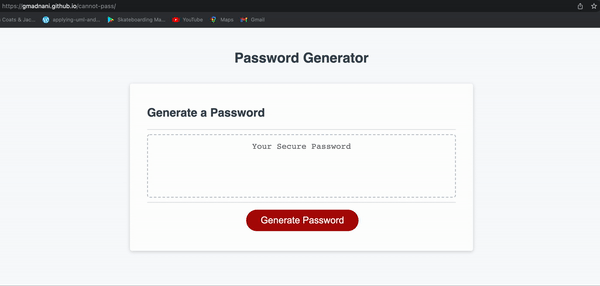 https://gmadnani.github.io/cannot-pass/
Coats & Jac... applying-uml-and... Skateboarding Ma... YouTube Maps Gmail
Password Generator
Generate a Password
Your Secure Password
Generate Password